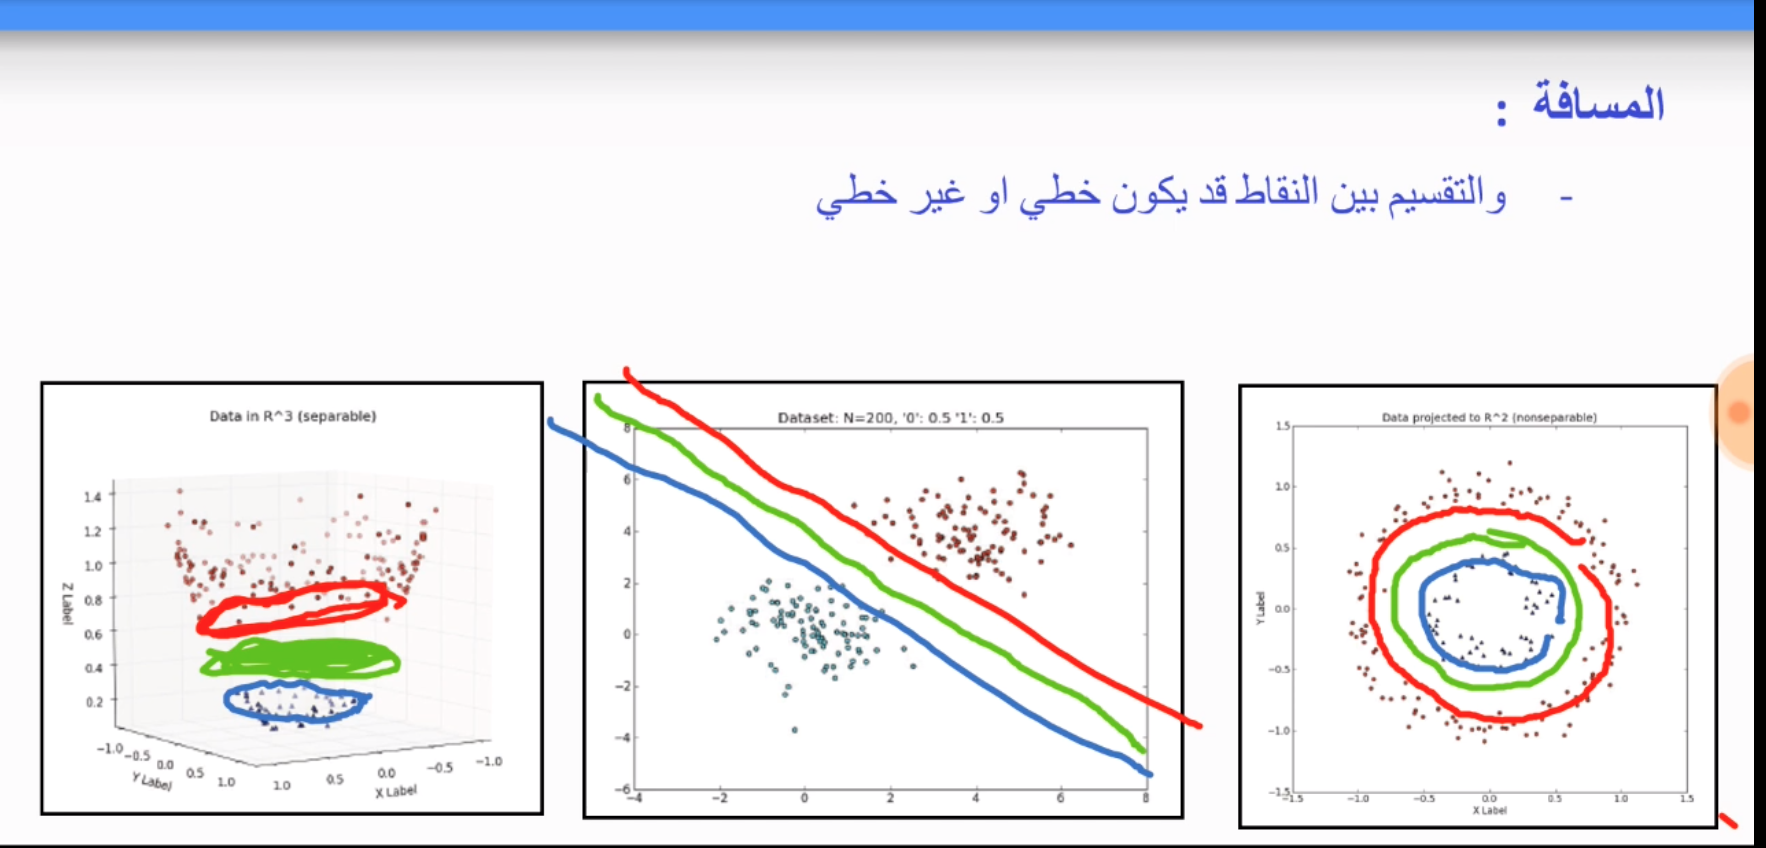 المسافة :
- والتقسيم بين النقاط قد يكون خطي او غير خطي
Data in R^3 (separable)
1.4
1.2
1.0
0.8
0.6
0.4
0.2
Z Label
−1.0 −0.5 0.0 0.5 1.0
Y Label
1.0 0.5 0.0 −0.5 −1.0
X Label
Dataset: N=200, '0': 0.5 '1': 0.5
8
6
4
2
0
−2
−4
−6
−4 −2 0 2 4 6 8
Data projected to R^2 (nonseparable)
1.5
1.0
0.5
0.0
−0.5
−1.0
−1.5
Y Label
−1.5 −1.0 −0.5 0.0 0.5 1.0 1.5
X Label